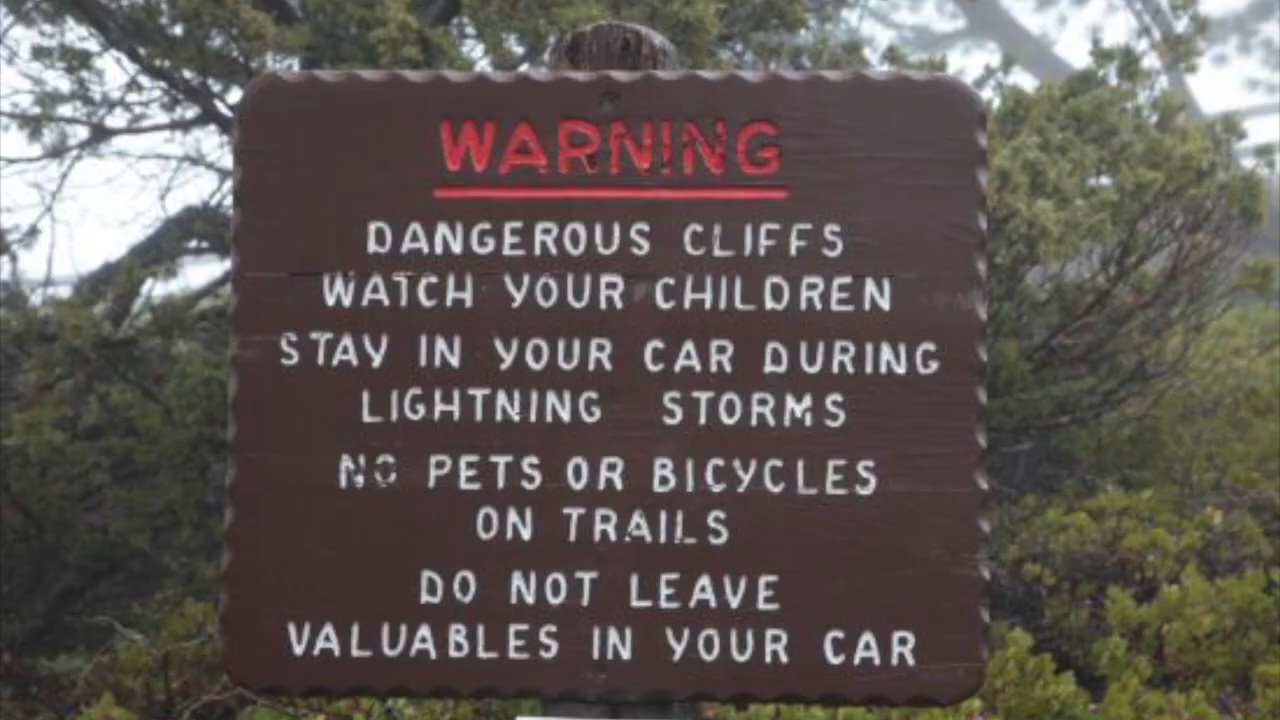 WARNING
DANGEROUS CLIFFS
WATCH YOUR CHILDREN
STAY IN YOUR CAR DURING
LIGHTNING STORMS
NO PETS OR BICYCLES
ON TRAILS
DO NOT LEAVE
VALUABLES IN YOUR CAR